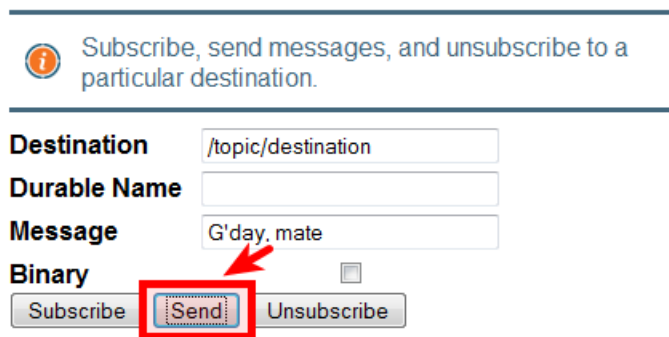 Subscribe, send messages, and unsubscribe to a
particular destination.
Destination /topic/destination
Durable Name
Message G'day, mate
Binary
Subscribe Send Unsubscribe